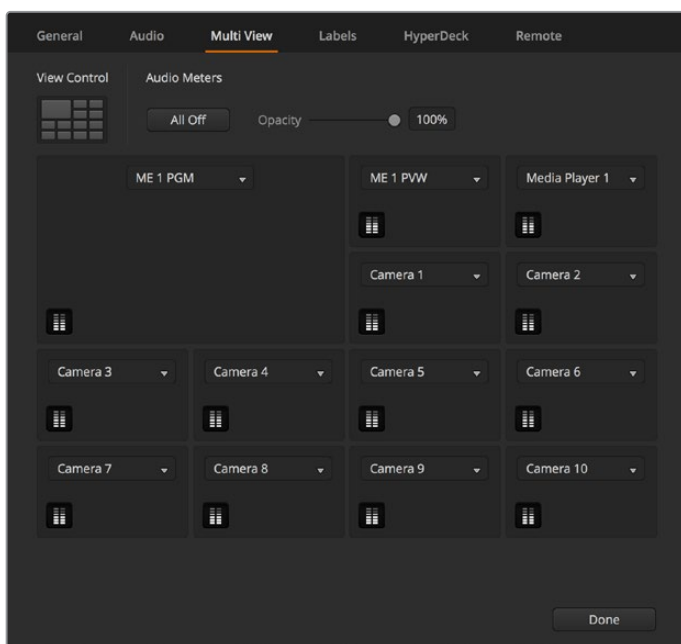 General Audio Multi View Labels HyperDeck Remote
View Control Audio Meters
All Off Opacity 100%
ME 1 PGM ME 1 PVW Media Player 1
Camera 1 Camera 2
Camera 3 Camera 4 Camera 5 Camera 6
Camera 7 Camera 8 Camera 9 Camera 10
Done